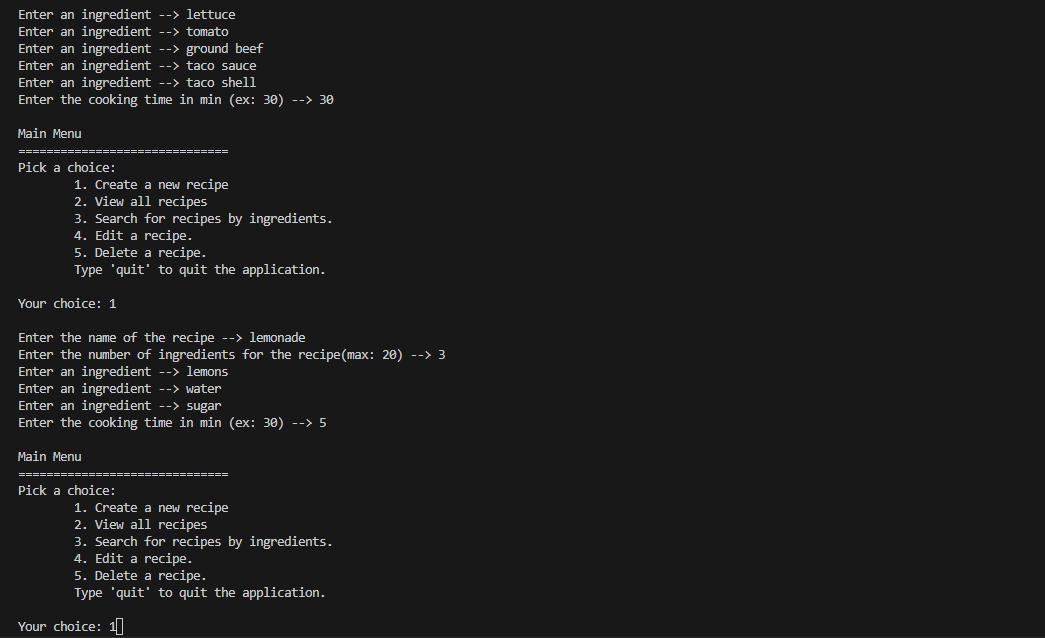 Enter an ingredient --> lettuce
Enter an ingredient --> tomato
Enter an ingredient --> ground beef
Enter an ingredient --> taco sauce
Enter an ingredient --> taco shell
Enter the cooking time in min (ex: 30) --> 30

Main Menu
==============================
Pick a choice:
        1. Create a new recipe
        2. View all recipes
        3. Search for recipes by ingredients.
        4. Edit a recipe.
        5. Delete a recipe.
        Type 'quit' to quit the application.

Your choice: 1

Enter the name of the recipe --> lemonade
Enter the number of ingredients for the recipe(max: 20) --> 3
Enter an ingredient --> lemons
Enter an ingredient --> water
Enter an ingredient --> sugar
Enter the cooking time in min (ex: 30) --> 5

Main Menu
==============================
Pick a choice:
        1. Create a new recipe
        2. View all recipes
        3. Search for recipes by ingredients.
        4. Edit a recipe.
        5. Delete a recipe.
        Type 'quit' to quit the application.

Your choice: 1